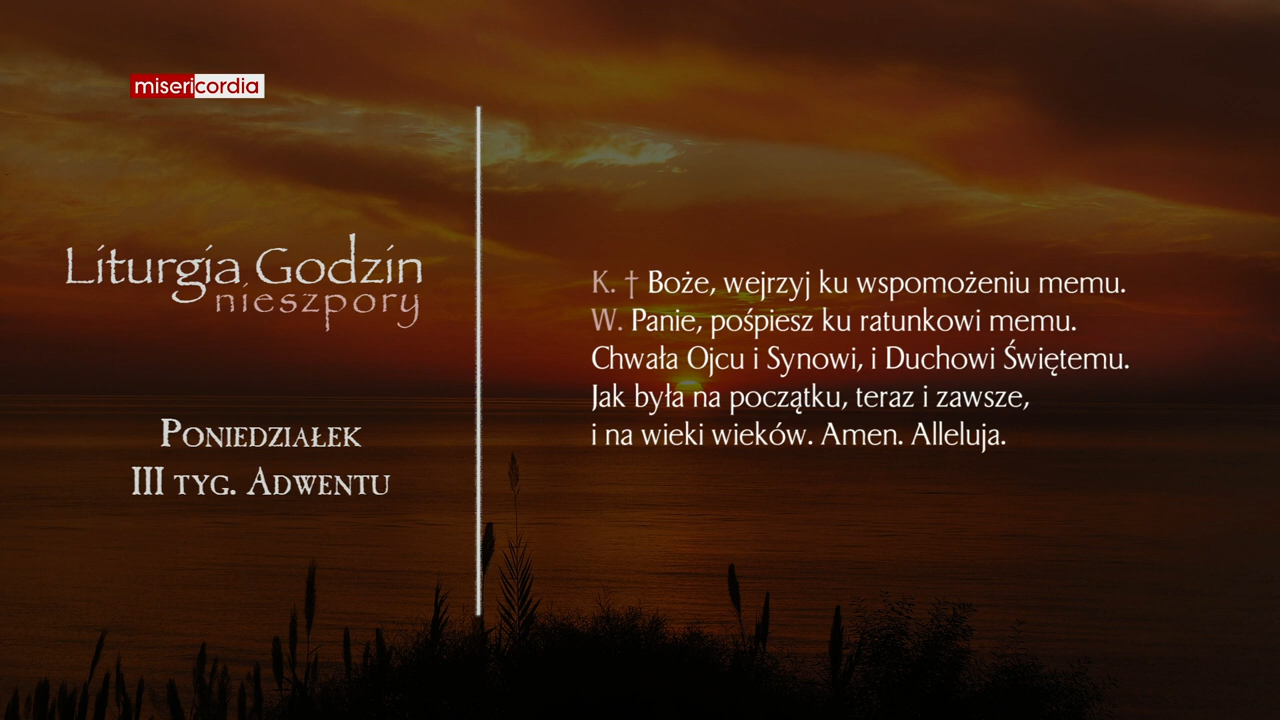 misericordia
Liturgia Godzin
nieszpory
Poniedziałek
III tyg. Adwentu
K. † Boże, wejrzyj ku wspomożeniu memu.
W. Panie, pośpiesz ku ratunkowi memu.
Chwała Ojcu i Synowi, i Duchowi Świętemu.
Jak była na początku, teraz i zawsze,
i na wieki wieków. Amen. Alleluja.